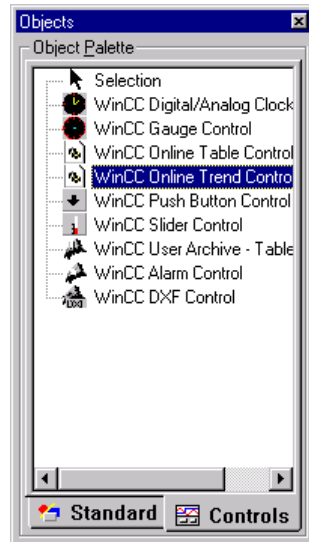 Objects
Object Palette
Selection
WinCC Digital/Analog Clock
WinCC Gauge Control
WinCC Online Table Control
WinCC Online Trend Contro
WinCC Push Button Control
WinCC Slider Control
WinCC User Archive - Table
WinCC Alarm Control
WinCC DXF Control
Standard
Controls